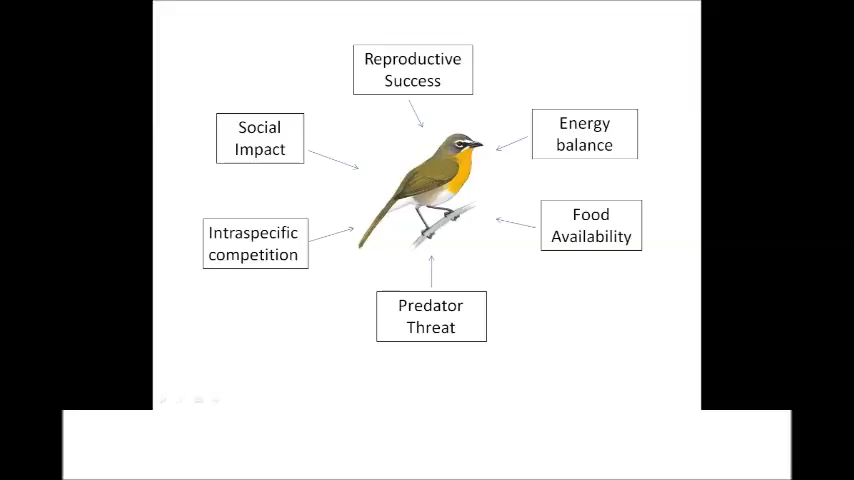 Reproductive
Success
Social
Impact
Energy
balance
Intraspecific
competition
Food
Availability
Predator
Threat